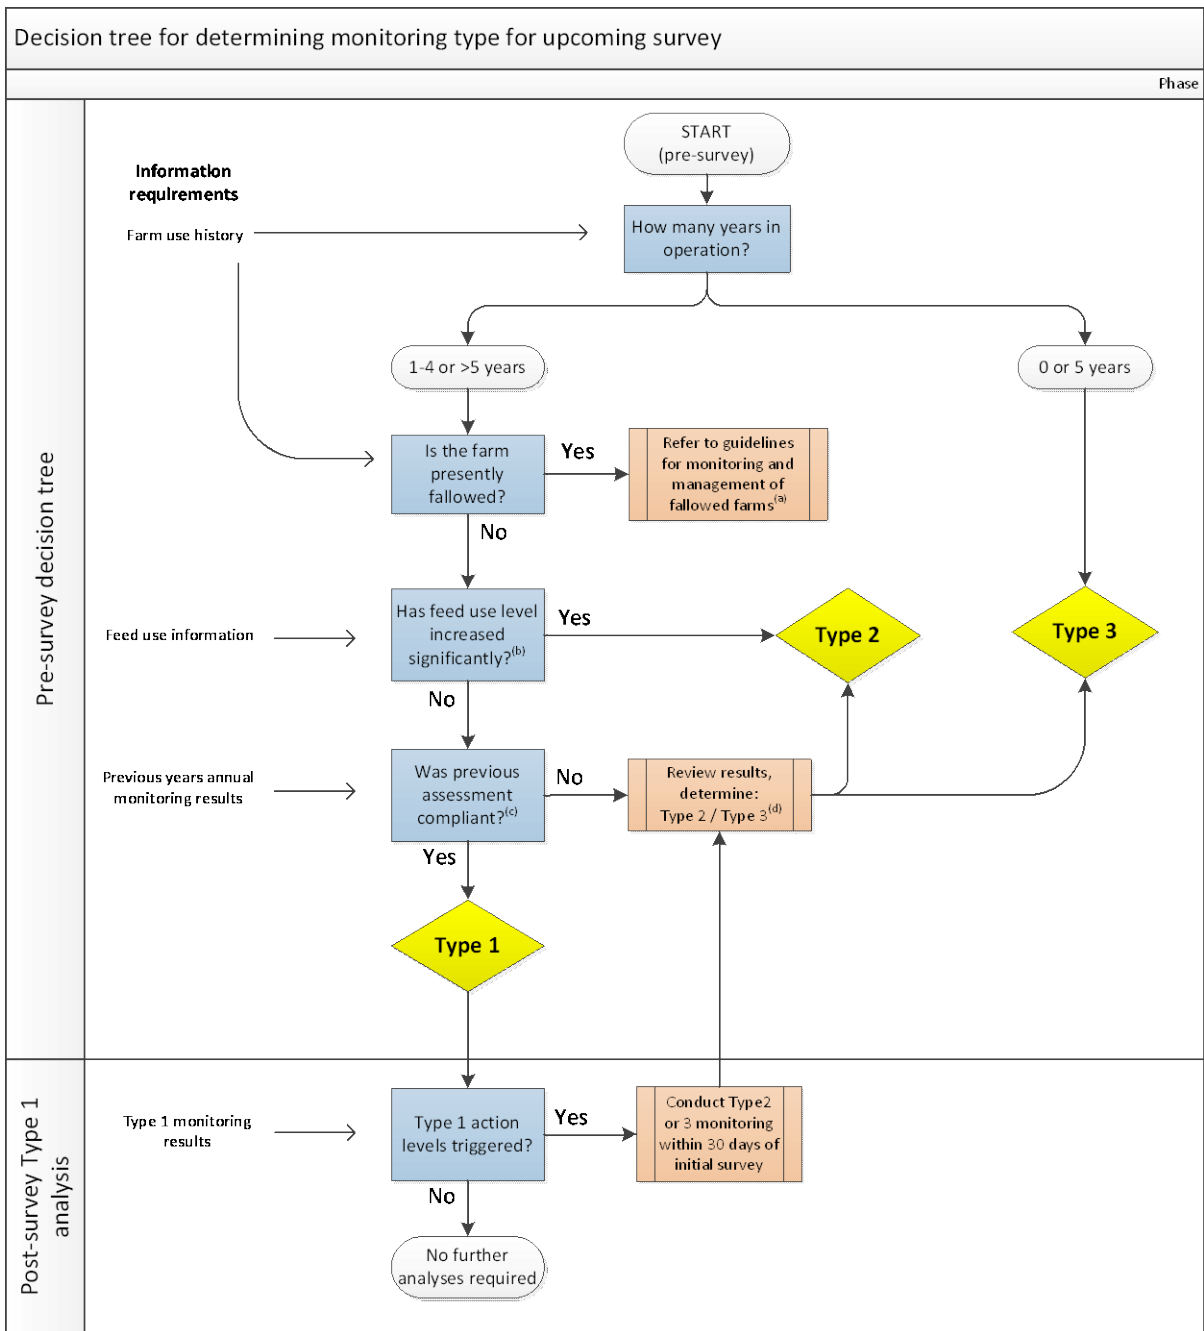 Decision tree for determining monitoring type for upcoming survey
Phase
Pre-survey decision tree
START
(pre-survey)
Information
requirements
Farm use history
How many years in
operation?
1-4 or >5 years
0 or 5 years
Is the farm
presently
fallowed?
Yes
Refer to guidelines
for monitoring and
management of
fallowed farms(a)
No
Feed use information
Has feed use level
increased
significantly?(b)
Yes
Type 2
Type 3
No
Previous years annual
monitoring results
Was previous
assessment
compliant?(c)
No
Review results,
determine:
Type 2 / Type 3(d)
Yes
Type 1
Post-survey Type 1
analysis
Type 1 monitoring
results
Type 1 action
levels triggered?
Yes
Conduct Type2
or 3 monitoring
within 30 days of
initial survey
No
No further
analyses required